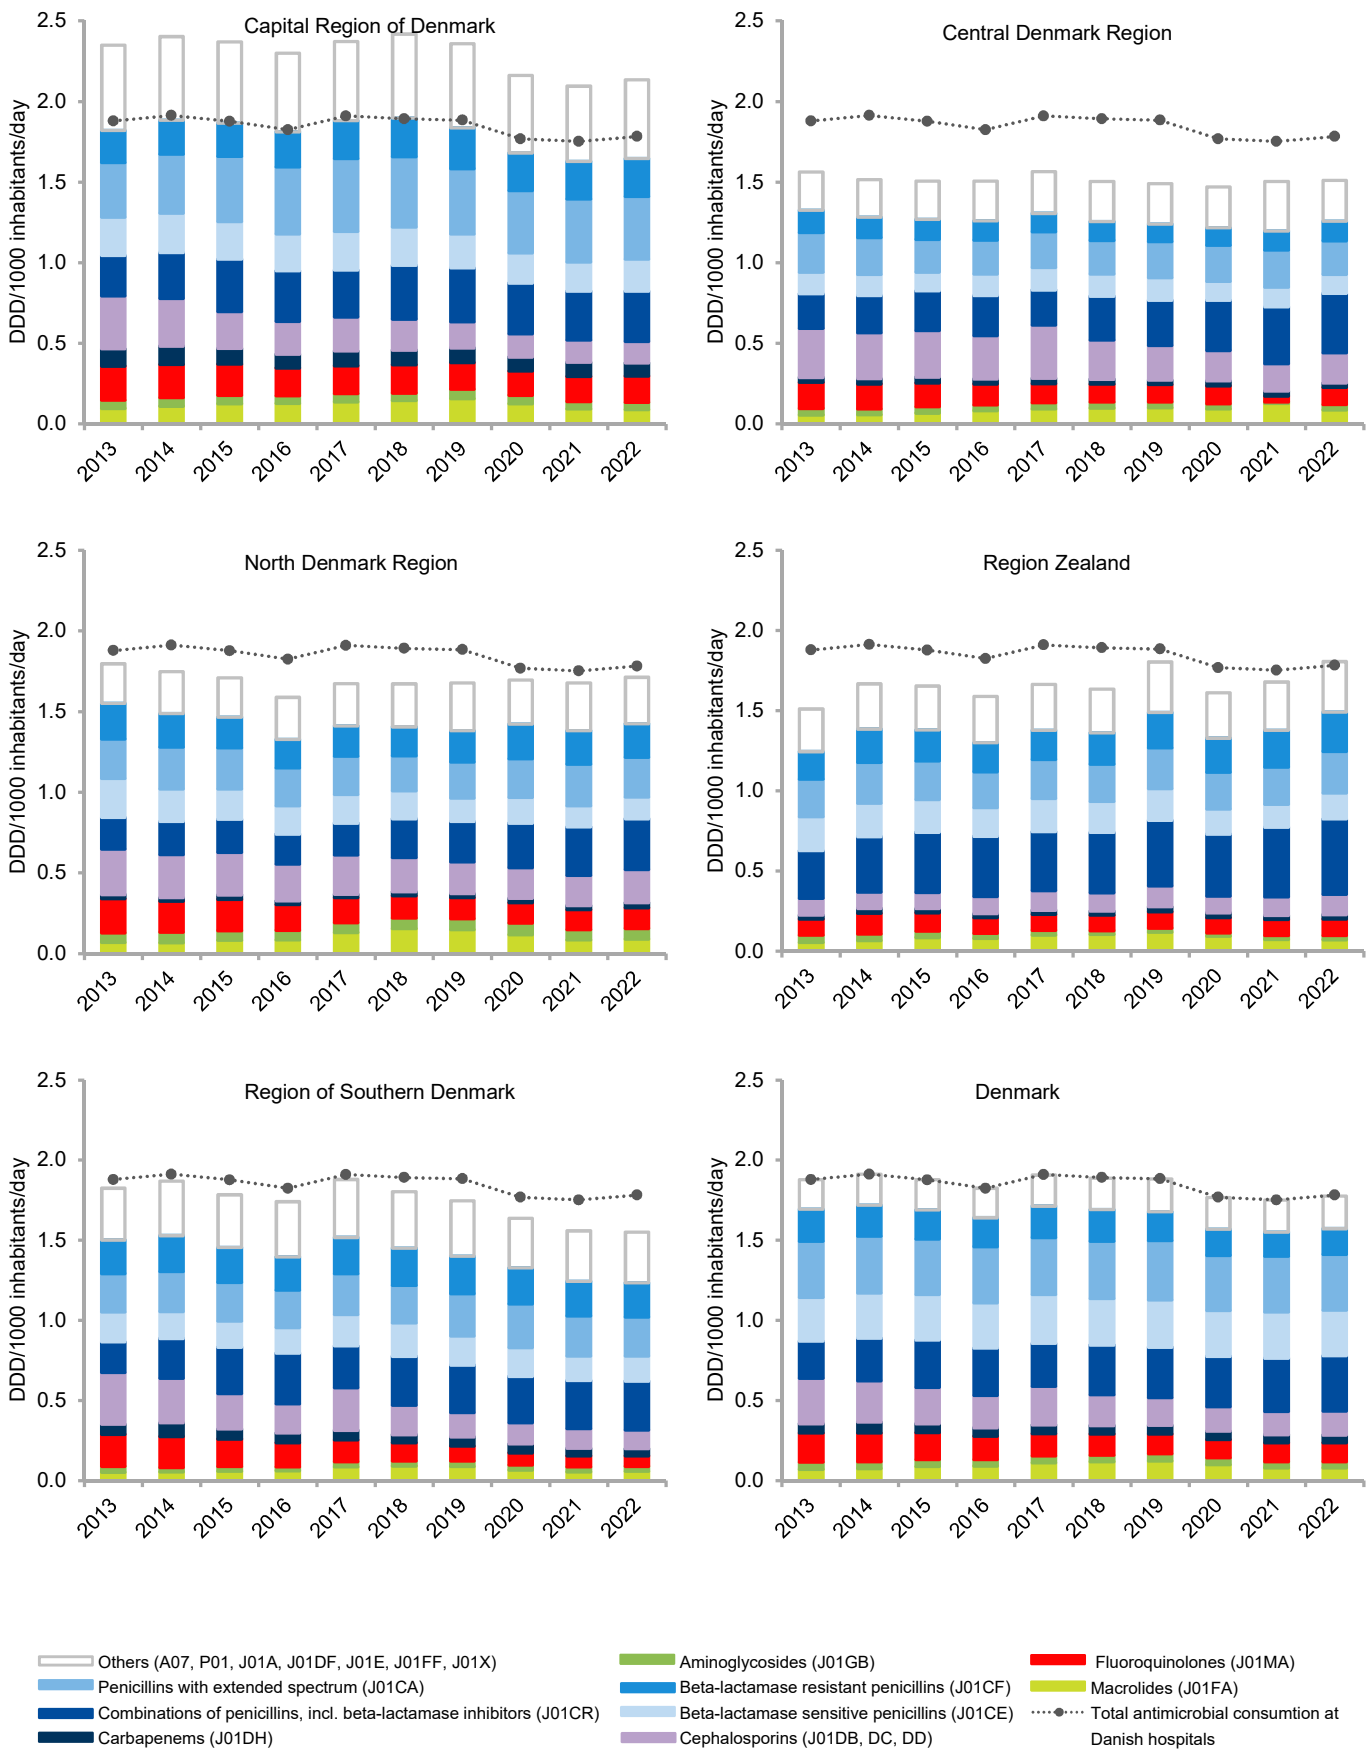 Capital Region of Denmark
DDD/1000 inhabitants/day
2.5
2.0
1.5
1.0
0.5
0.0
2013 2014 2015 2016 2017 2018 2019 2020 2021 2022
Central Denmark Region
DDD/1000 inhabitants/day
2.5
2.0
1.5
1.0
0.5
0.0
2013 2014 2015 2016 2017 2018 2019 2020 2021 2022
North Denmark Region
DDD/1000 inhabitants/day
2.5
2.0
1.5
1.0
0.5
0.0
2013 2014 2015 2016 2017 2018 2019 2020 2021 2022
Region Zealand
DDD/1000 inhabitants/day
2.5
2.0
1.5
1.0
0.5
0.0
2013 2014 2015 2016 2017 2018 2019 2020 2021 2022
Region of Southern Denmark
DDD/1000 inhabitants/day
2.5
2.0
1.5
1.0
0.5
0.0
2013 2014 2015 2016 2017 2018 2019 2020 2021 2022
Denmark
DDD/1000 inhabitants/day
2.5
2.0
1.5
1.0
0.5
0.0
2013 2014 2015 2016 2017 2018 2019 2020 2021 2022
Others (A07, P01, J01A, J01DF, J01E, J01FF, J01X)
Aminoglycosides (J01GB)
Fluoroquinolones (J01MA)
Penicillins with extended spectrum (J01CA)
Beta-lactamase resistant penicillins (J01CF)
Macrolides (J01FA)
Combinations of penicillins, incl. beta-lactamase inhibitors (J01CR)
Beta-lactamase sensitive penicillins (J01CE)
Total antimicrobial consumtion at
Danish hospitals
Carbapenems (J01DH)
Cephalosporins (J01DB, DC, DD)